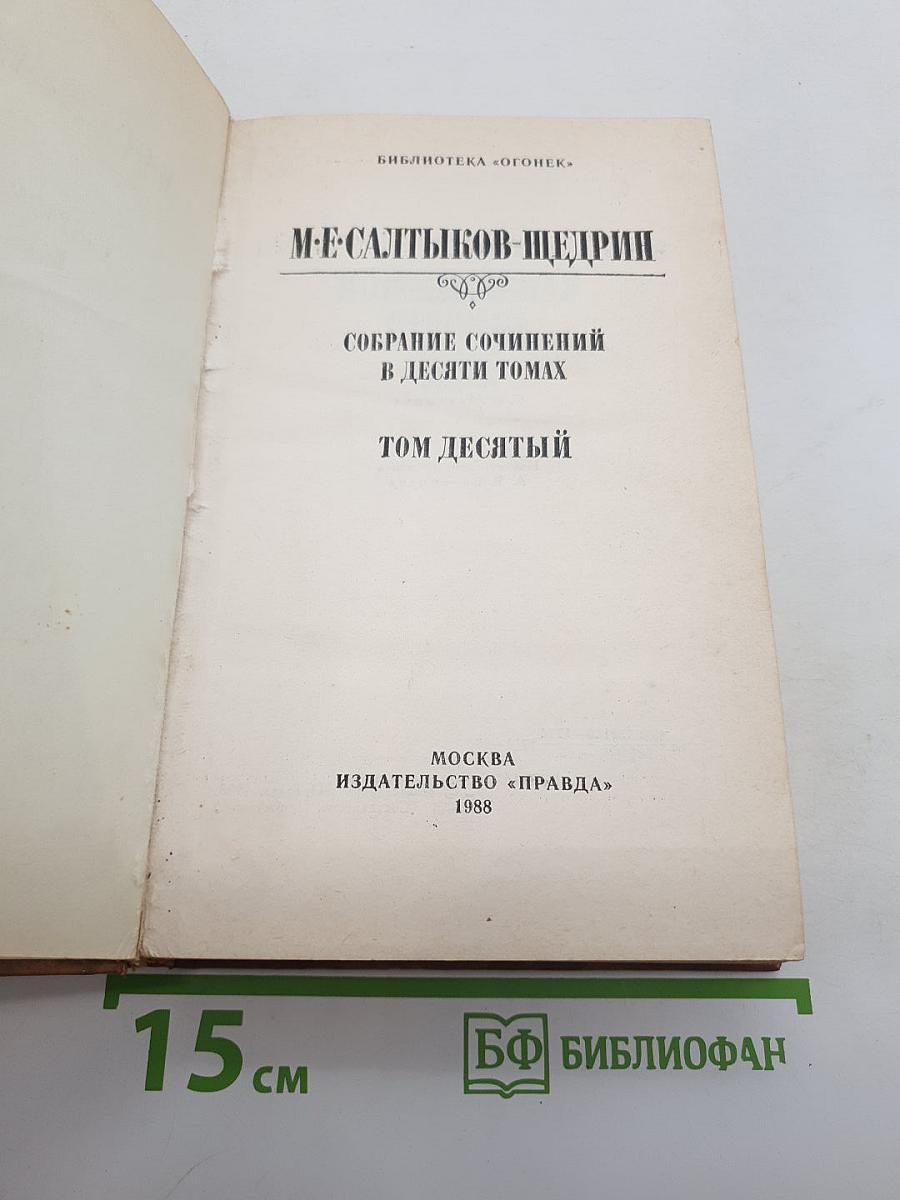 БИБЛИОТЕКА «ОГОНЕК»
М·Е·САЛТЫКОВ-ЩЕДРИН
СОБРАНИЕ СОЧИНЕНИЙ
В ДЕСЯТИ ТОМАХ
ТОМ ДЕСЯТЫЙ
МОСКВА
ИЗДАТЕЛЬСТВО «ПРАВДА»
1988
15 см
БФ БИБЛИОФАН